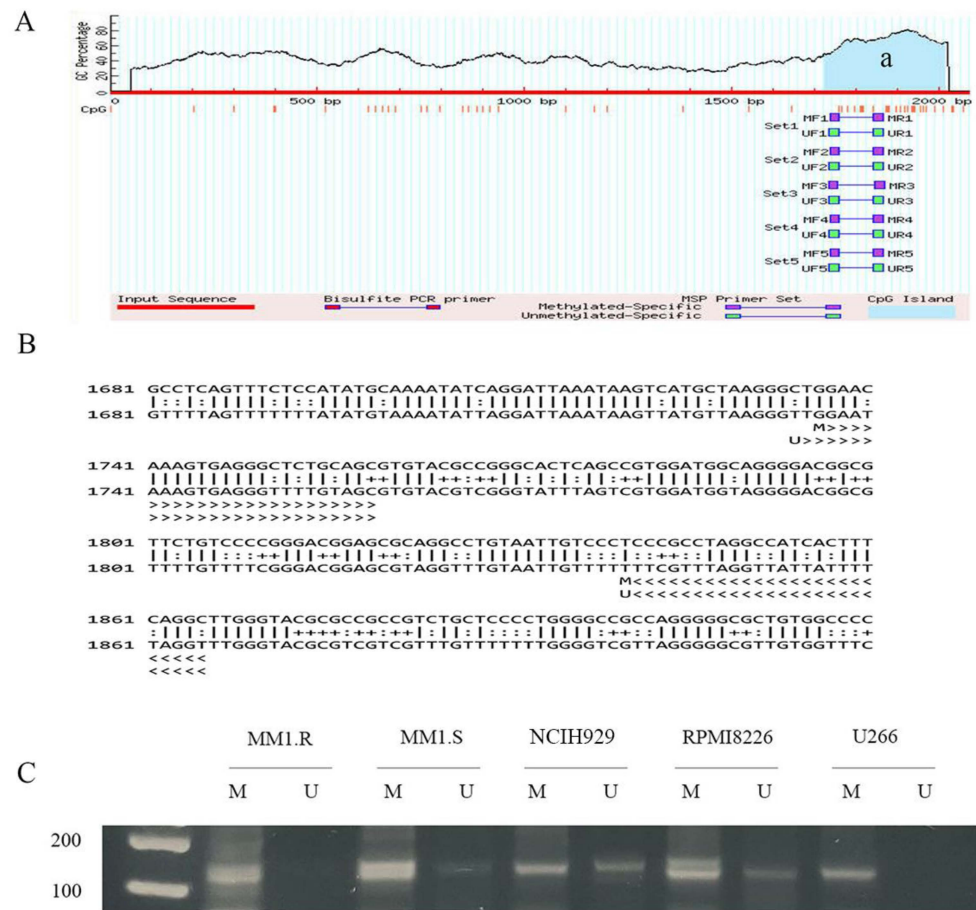 A
GC Percentage
80
60
40
20
0
a
0 500 bp 1000 bp 1500 bp 2000 bp
CpG
MF1 MR1
Set1
UF1 UR1
MF2 MR2
Set2
UF2 UR2
MF3 MR3
Set3
UF3 UR3
MF4 MR4
Set4
UF4 UR4
MF5 MR5
Set5
UF5 UR5
Input Sequence Bisulfite PCR primer MSP Primer Set CpG Island
Methylated-Specific
Unmethylated-Specific
B
1681 GCCTCAGTTTCTCCATATGCAAAATATCAGGATTAAATAAGTCATGCTAAGGGCTGGAAC
|::|:|||||:|::|||||:|||||||:||||||||||||||:|||:||||||:|||||:
1681 GTTTTAGTTTTTTTATATGTAAAATATTAGGATTAAATAAGTTATGTTAAGGGTTGGAAT
M>>>>
U>>>>>>
1741 AAAGTGAGGGCTCTGCAGCGTGTACGCCGGGCACTCAGCCGTGGATGGCAGGGGACGGCG
||||||||||:|:||:||++||||++:++||:|:|:||:++|||||||:||||||++|++
1741 AAAGTGAGGGTTTTGTAGCGTGTACGTCGGGTATTTAGTCGTGGATGGTAGGGGACGGCG
>>>>>>>>>>>>>>>>>>>>
>>>>>>>>>>>>>>>>>>>>
1801 TTCTGTCCCCGGGACGGAGCGCAGGCCTGTAATTGTCCCTCCCGCCTAGGCCATCACTTT
||:|||:::++|||++|||++:|||::|||||||||:::|::++::||||::||:|:|||
1801 TTTTGTTTTCGGGACGGAGCGTAGGTTTGTAATTGTTTTTTTCGTTTAGGTTATTATTTT
M<<<<<<<<<<<<<<<<<<<<<
U<<<<<<<<<<<<<<<<<<<<<
1861 CAGGCTTGGGTACGCGCCGCCGTCTGCTCCCCTGGGGCCGCCAGGGGGCGCTGTGGCCCC
:|||:|||||||++++:++:++|:||:|::::|||||:++::||||||++:|||||:::+
1861 TAGGTTTGGGTACGCGTCGTCGTTTGTTTTTTTGGGGTCGTTAGGGGGCGTTGTGGTTTC
<<<<<
<<<<<
MM1.R MM1.S NCIH929 RPMI8226 U266
C
M U M U M U M U M U
200
100